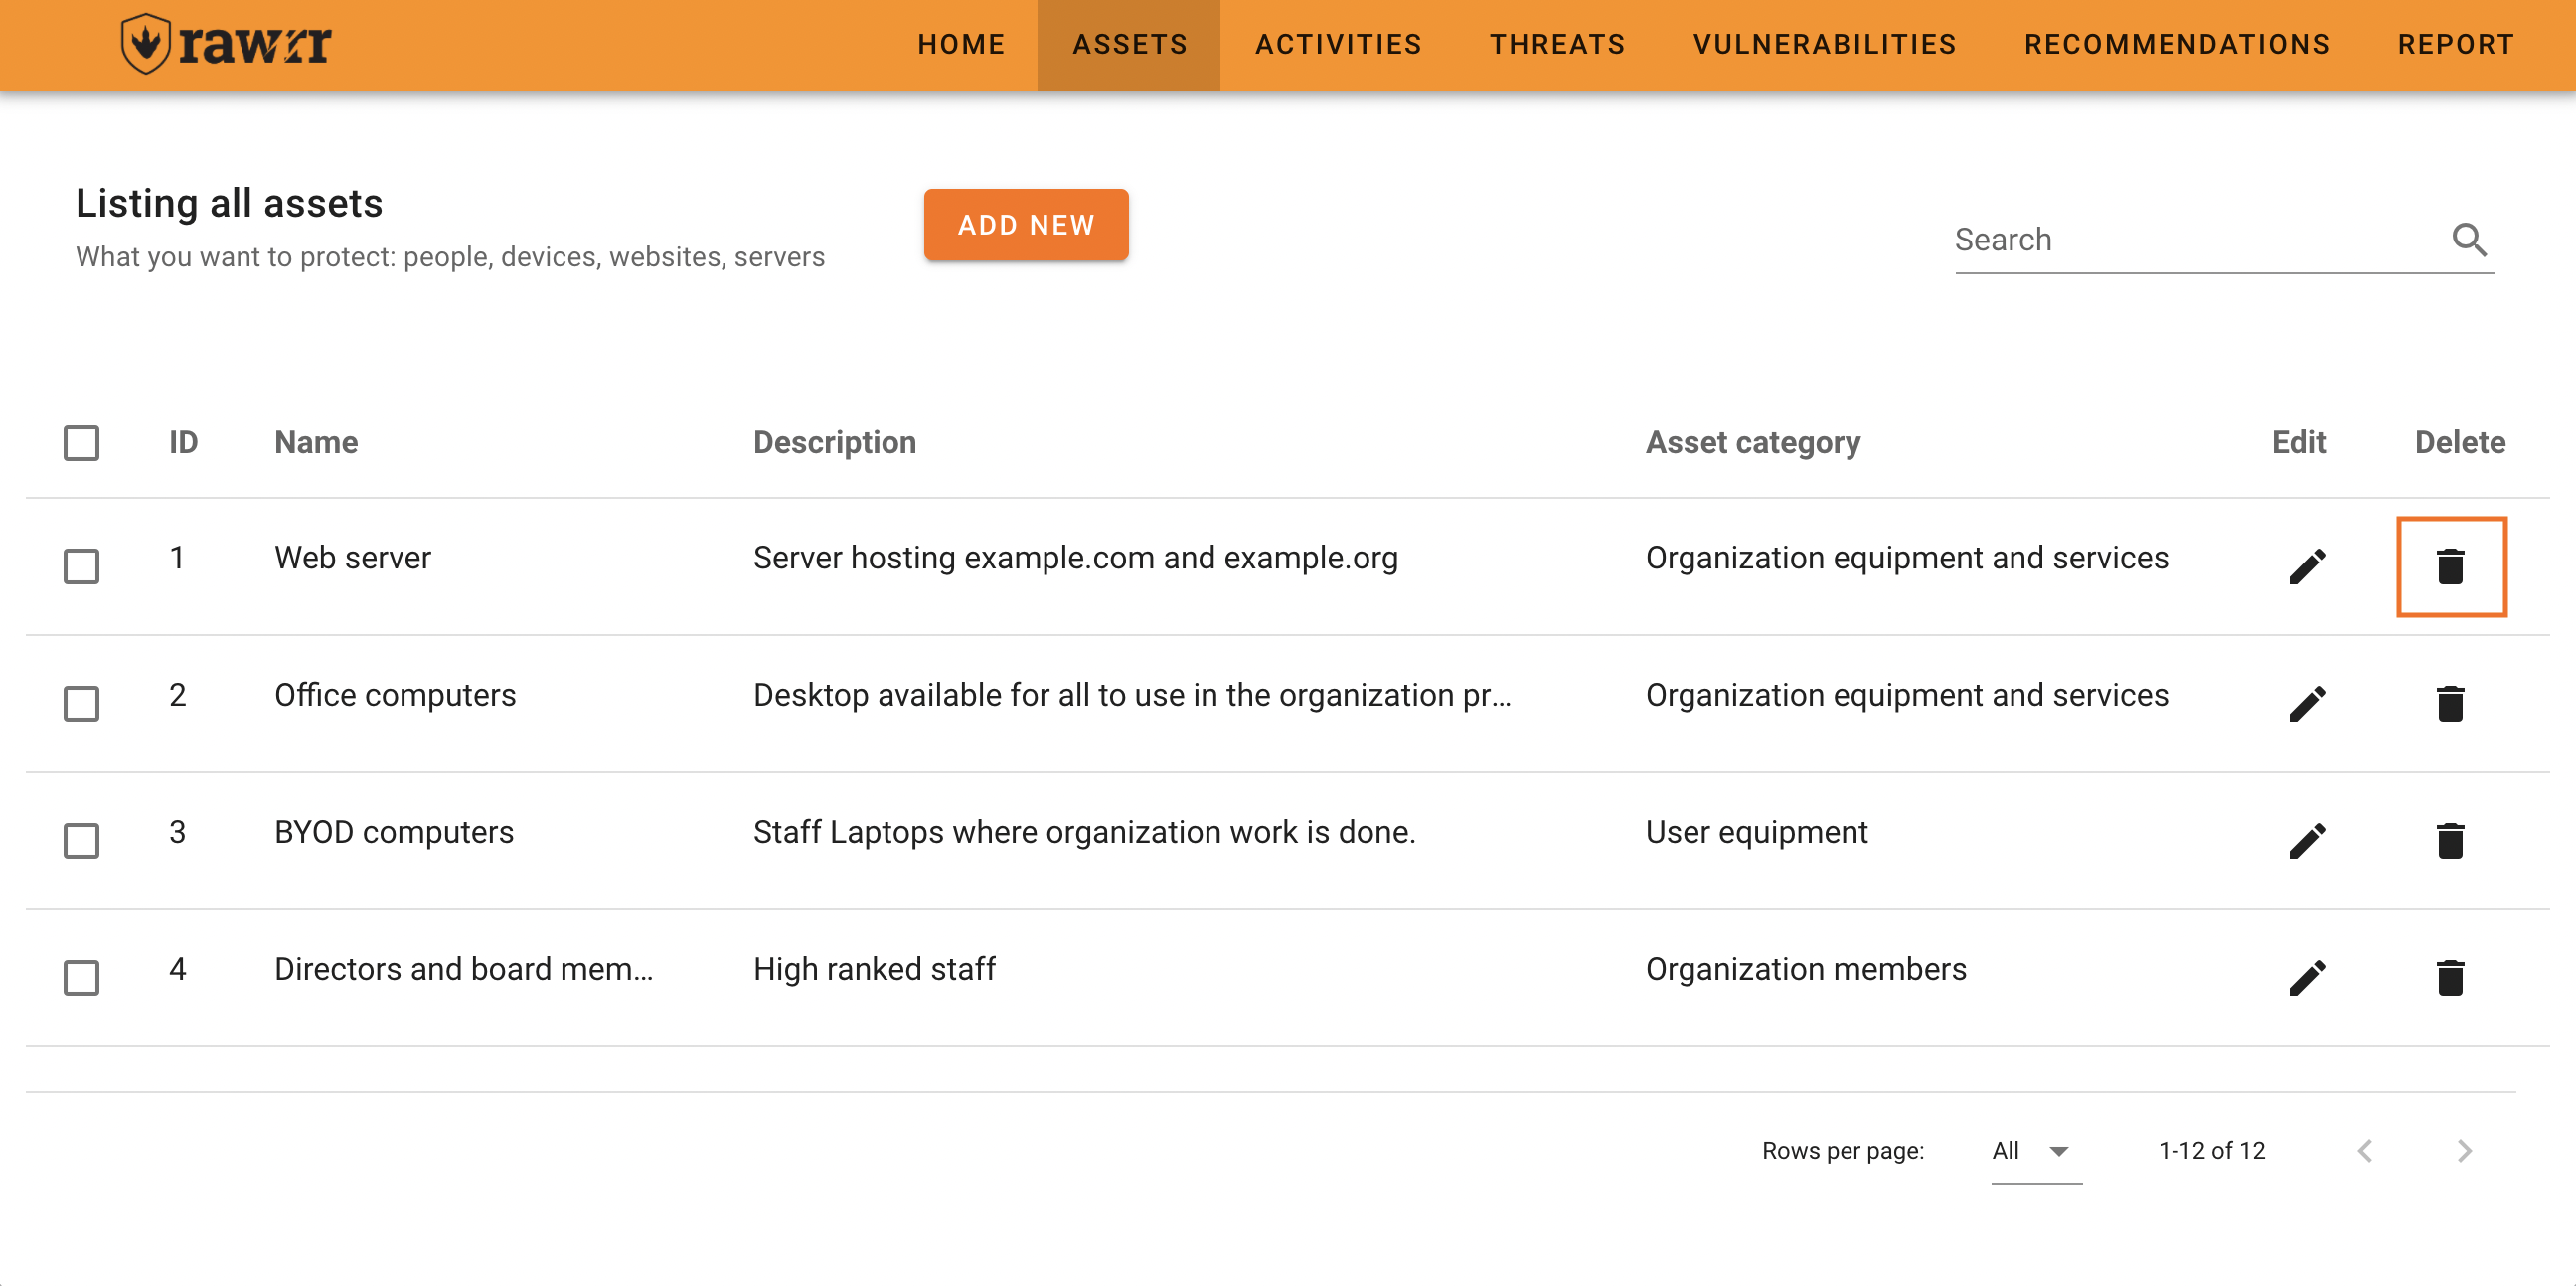 rawrr HOME ASSETS ACTIVITIES THREATS VULNERABILITIES RECOMMENDATIONS REPORT
Listing all assets
ADD NEW
What you want to protect: people, devices, websites, servers
Search
ID Name Description Asset category Edit Delete
1 Web server Server hosting example.com and example.org Organization equipment and services
2 Office computers Desktop available for all to use in the organization pr... Organization equipment and services
3 BYOD computers Staff Laptops where organization work is done. User equipment
4 Directors and board mem... High ranked staff Organization members
Rows per page: All 1-12 of 12